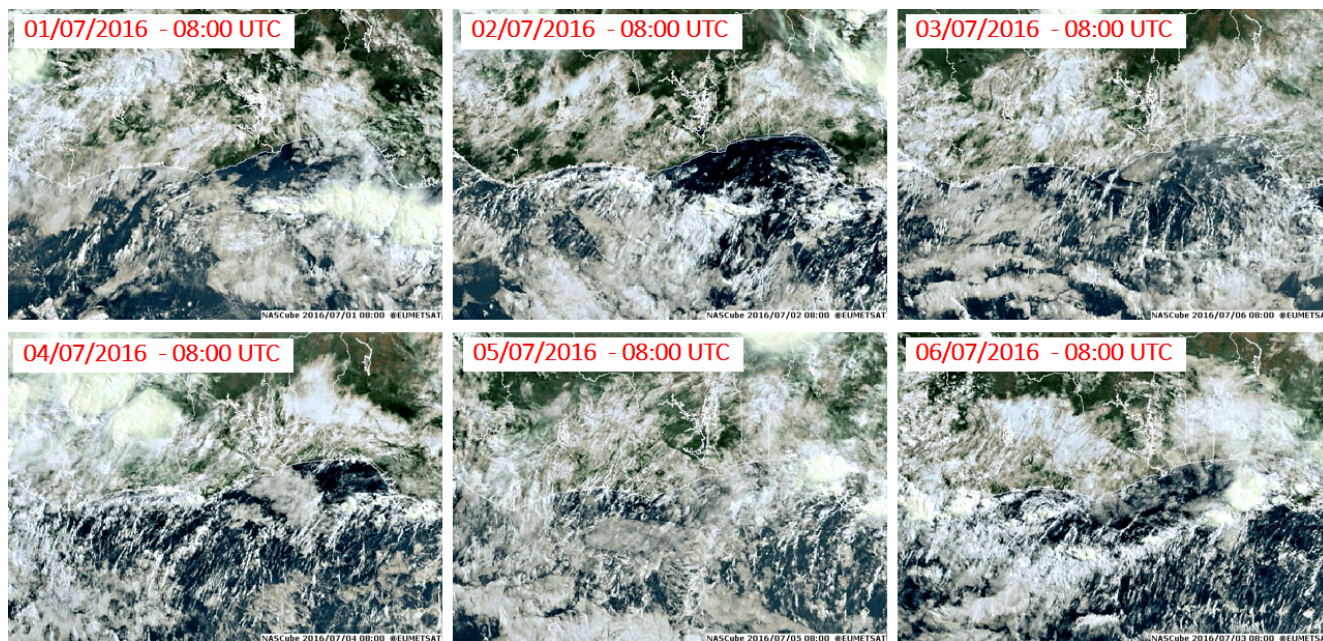 01/07/2016 - 08:00 UTC
02/07/2016 - 08:00 UTC
03/07/2016 - 08:00 UTC
NASCube 2016/07/01 08:00 @EUMETSAT
NASCube 2016/07/02 08:00 @EUMETSAT
NASCube 2016/07/06 08:00 @EUMETSAT
04/07/2016 - 08:00 UTC
05/07/2016 - 08:00 UTC
06/07/2016 - 08:00 UTC
NASCube 2016/07/04 08:00 @EUMETSAT
NASCube 2016/07/05 08:00 @EUMETSAT
NASCube 2016/07/03 08:00 @EUMETSAT